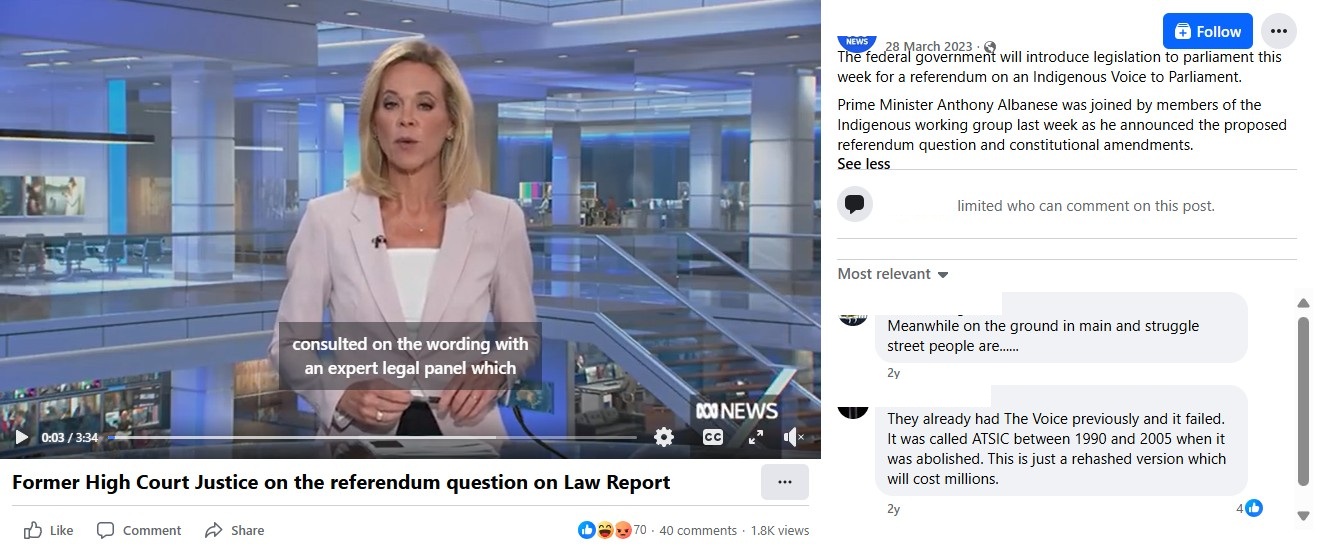 consulted on the wording with
an expert legal panel which
NEWS
0:03 / 3:34
CC
Former High Court Justice on the referendum question on Law Report
Like
Comment
Share
70 · 40 comments · 1.8K views
NEWS
28 March 2023 ·
Follow
The federal government will introduce legislation to parliament this
week for a referendum on an Indigenous Voice to Parliament.
Prime Minister Anthony Albanese was joined by members of the
Indigenous working group last week as he announced the proposed
referendum question and constitutional amendments.
See less
limited who can comment on this post.
Most relevant
Meanwhile on the ground in main and struggle
street people are......
2y
They already had The Voice previously and it failed.
It was called ATSIC between 1990 and 2005 when it
was abolished. This is just a rehashed version which
will cost millions.
2y
4